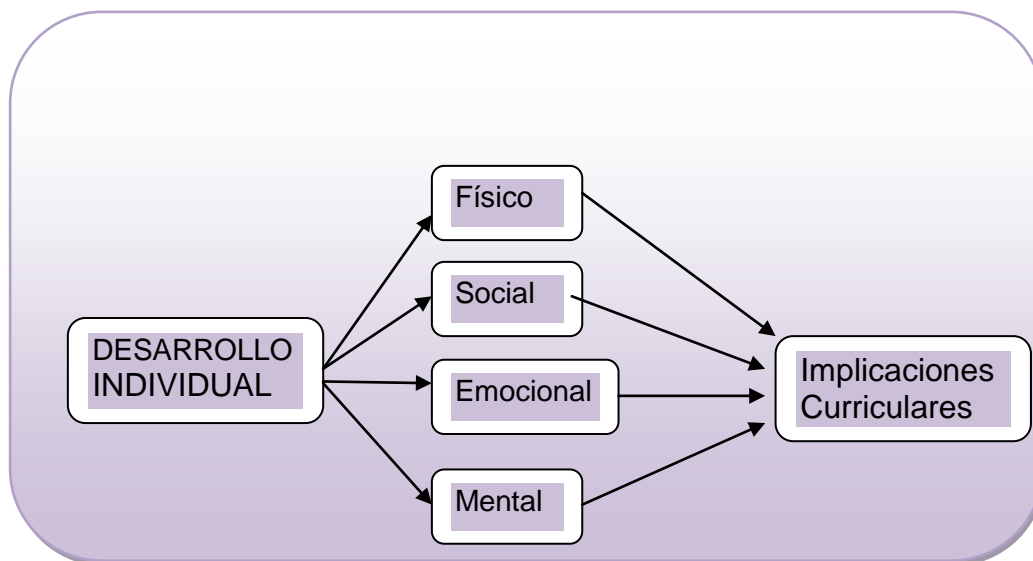 Físico
Social
DESARROLLO
INDIVIDUAL
Emocional
Mental
Implicaciones
Curriculares